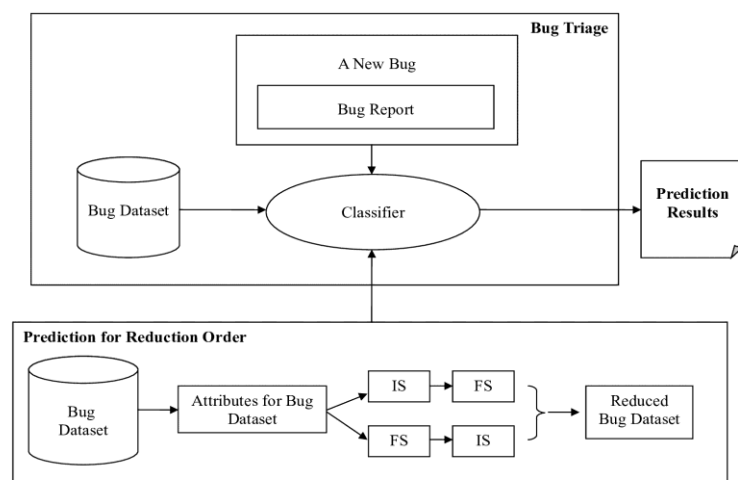 Bug Triage
A New Bug
Bug Report
Bug Dataset
Classifier
Prediction
Results
Prediction for Reduction Order
Bug
Dataset
Attributes for Bug
Dataset
IS
FS
FS
IS
Reduced
Bug Dataset